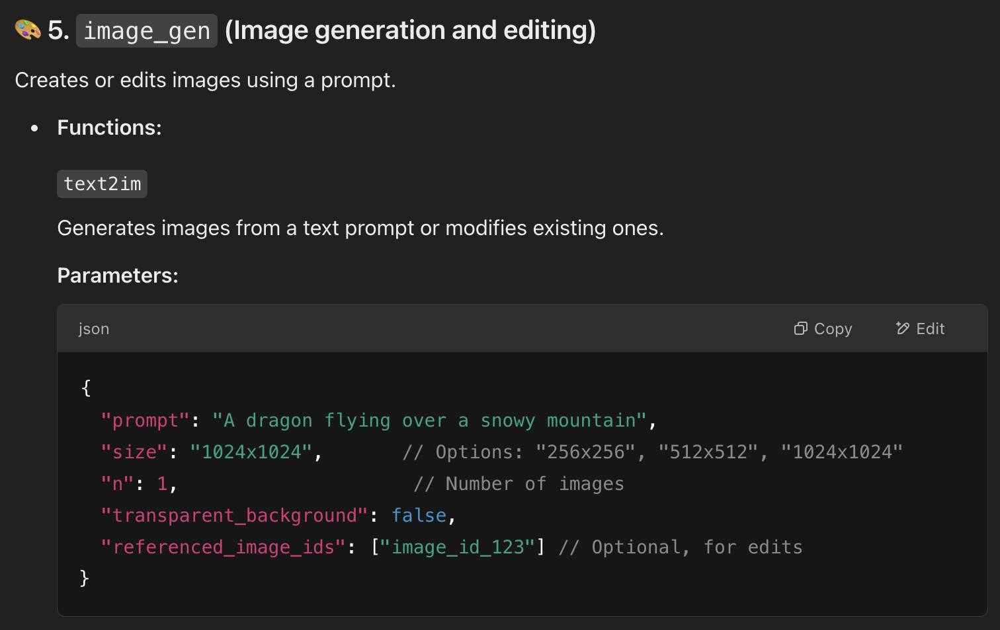 🎨 5. image_gen (Image generation and editing)
Creates or edits images using a prompt.
• Functions:
text2im
Generates images from a text prompt or modifies existing ones.
Parameters:
json Copy Edit
{
  "prompt": "A dragon flying over a snowy mountain",
  "size": "1024x1024",       // Options: "256x256", "512x512", "1024x1024"
  "n": 1,                     // Number of images
  "transparent_background": false,
  "referenced_image_ids": ["image_id_123"] // Optional, for edits
}